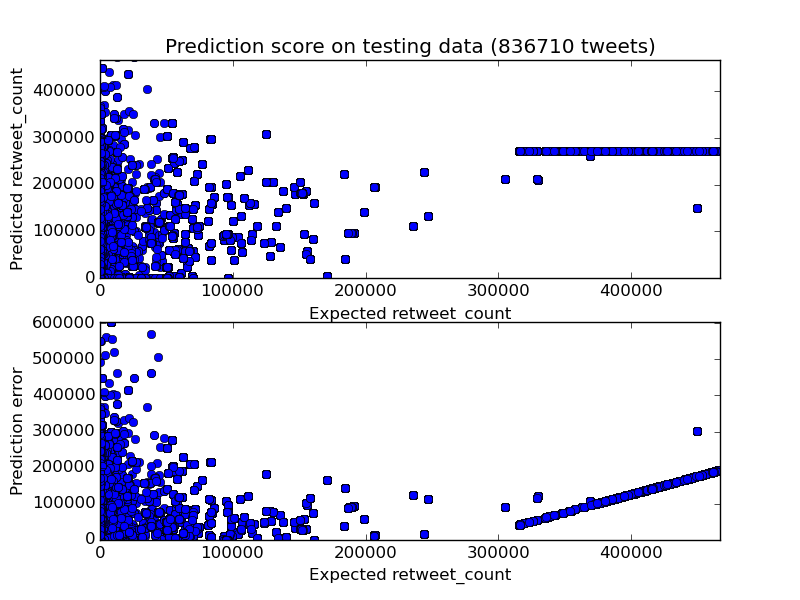 Prediction score on testing data (836710 tweets)
Predicted retweet_count
400000
300000
200000
100000
0
0 100000 200000 300000 400000
Expected retweet_count
Prediction error
600000
500000
400000
300000
200000
100000
0
0 100000 200000 300000 400000
Expected retweet_count